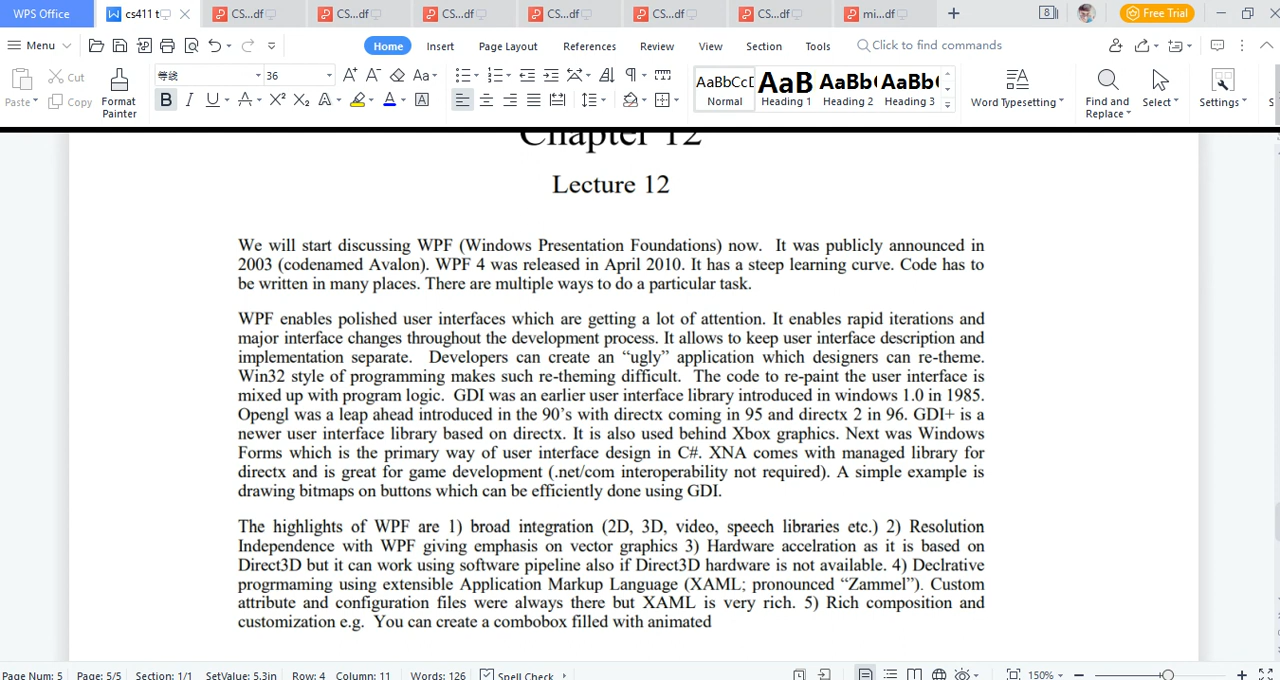 WPS Office cs411 t CS...df CS...df CS...df CS...df CS...df CS...df mi...df Free Trial
Menu Home Insert Page Layout References Review View Section Tools Click to find commands
Paste Cut Copy Format Painter 等线 36 Aa
B I U A X² X₂ A A A
AaBbCcD AaB AaBb AaBb(
Normal Heading 1 Heading 2 Heading 3 Word Typesetting Find and Replace Select Settings
Chapter 12
Lecture 12
We will start discussing WPF (Windows Presentation Foundations) now. It was publicly announced in
2003 (codenamed Avalon). WPF 4 was released in April 2010. It has a steep learning curve. Code has to
be written in many places. There are multiple ways to do a particular task.
WPF enables polished user interfaces which are getting a lot of attention. It enables rapid iterations and
major interface changes throughout the development process. It allows to keep user interface description and
implementation separate. Developers can create an “ugly” application which designers can re-theme.
Win32 style of programming makes such re-theming difficult. The code to re-paint the user interface is
mixed up with program logic. GDI was an earlier user interface library introduced in windows 1.0 in 1985.
Opengl was a leap ahead introduced in the 90’s with directx coming in 95 and directx 2 in 96. GDI+ is a
newer user interface library based on directx. It is also used behind Xbox graphics. Next was Windows
Forms which is the primary way of user interface design in C#. XNA comes with managed library for
directx and is great for game development (.net/com interoperability not required). A simple example is
drawing bitmaps on buttons which can be efficiently done using GDI.
The highlights of WPF are 1) broad integration (2D, 3D, video, speech libraries etc.) 2) Resolution
Independence with WPF giving emphasis on vector graphics 3) Hardware accelration as it is based on
Direct3D but it can work using software pipeline also if Direct3D hardware is not available. 4) Declrative
progrmaming using extensible Application Markup Language (XAML; pronounced “Zammel”). Custom
attribute and configuration files were always there but XAML is very rich. 5) Rich composition and
customization e.g. You can create a combobox filled with animated
Page Num: 5 Page: 5/5 Section: 1/1 SetValue: 5.3in Row: 4 Column: 11 Words: 126 Spell Check 150%